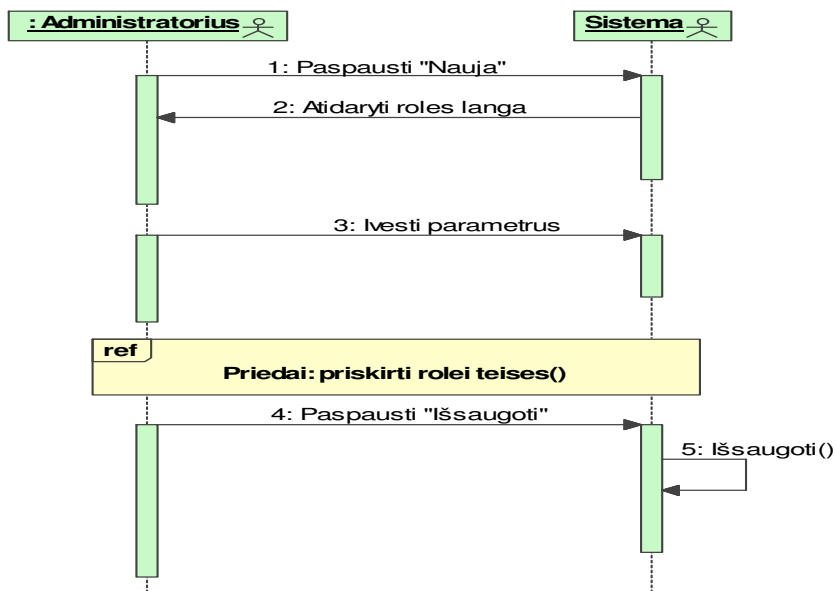 : Administratorius
Sistema
1: Paspausti "Nauja"
2: Atidaryti roles langa
3: Ivesti parametrus
ref
Priedai: priskirti rolei teises()
4: Paspausti "Išsaugoti"
5: Išsaugoti()